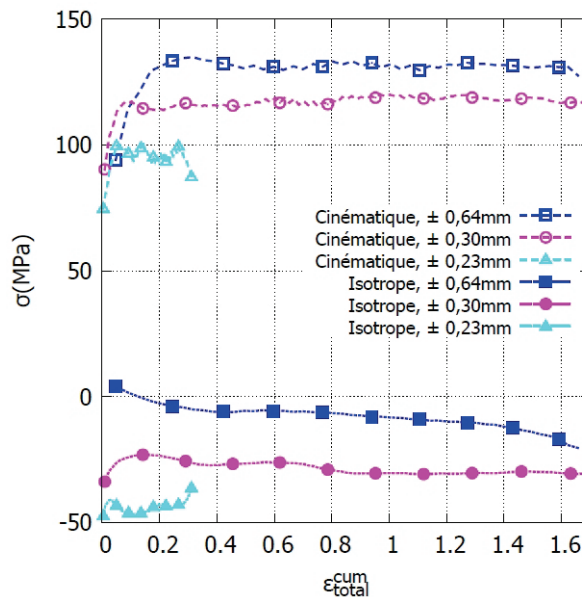 150
100
50
0
-50
σ(MPa)
Cinématique, ± 0,64mm
Cinématique, ± 0,30mm
Cinématique, ± 0,23mm
Isotrope, ± 0,64mm
Isotrope, ± 0,30mm
Isotrope, ± 0,23mm
0 0.2 0.4 0.6 0.8 1 1.2 1.4 1.6
ε_total^cum